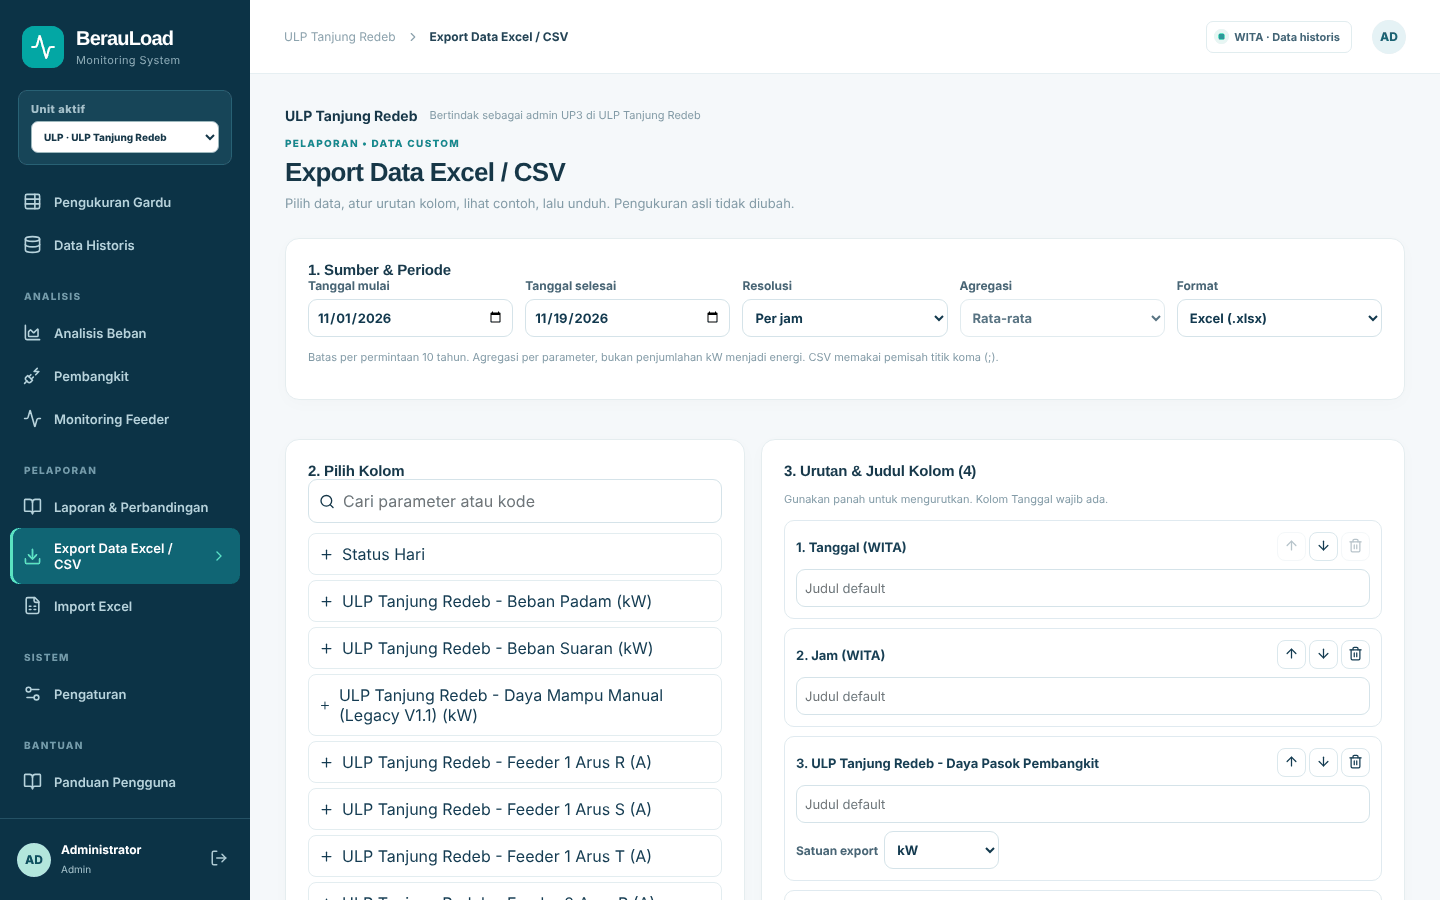 BerauLoad
Monitoring System
Unit aktif
ULP · ULP Tanjung Redeb
Pengukuran Gardu
Data Historis
ANALISIS
Analisis Beban
Pembangkit
Monitoring Feeder
PELAPORAN
Laporan & Perbandingan
Export Data Excel /
CSV
Import Excel
SISTEM
Pengaturan
BANTUAN
Panduan Pengguna
AD
Administrator
Admin
ULP Tanjung Redeb
Export Data Excel / CSV
WITA · Data historis
AD
ULP Tanjung Redeb
Bertindak sebagai admin UP3 di ULP Tanjung Redeb
PELAPORAN • DATA CUSTOM
Export Data Excel / CSV
Pilih data, atur urutan kolom, lihat contoh, lalu unduh. Pengukuran asli tidak diubah.
1. Sumber & Periode
Tanggal mulai
11/01/2026
Tanggal selesai
11/19/2026
Resolusi
Per jam
Agregasi
Rata-rata
Format
Excel (.xlsx)
Batas per permintaan 10 tahun. Agregasi per parameter, bukan penjumlahan kW menjadi energi. CSV memakai pemisah titik koma (;).
2. Pilih Kolom
Cari parameter atau kode
+ Status Hari
+ ULP Tanjung Redeb - Beban Padam (kW)
+ ULP Tanjung Redeb - Beban Suaran (kW)
+ ULP Tanjung Redeb - Daya Mampu Manual
(Legacy V1.1) (kW)
+ ULP Tanjung Redeb - Feeder 1 Arus R (A)
+ ULP Tanjung Redeb - Feeder 1 Arus S (A)
+ ULP Tanjung Redeb - Feeder 1 Arus T (A)
3. Urutan & Judul Kolom (4)
Gunakan panah untuk mengurutkan. Kolom Tanggal wajib ada.
1. Tanggal (WITA)
Judul default
2. Jam (WITA)
Judul default
3. ULP Tanjung Redeb - Daya Pasok Pembangkit
Judul default
Satuan export
kW